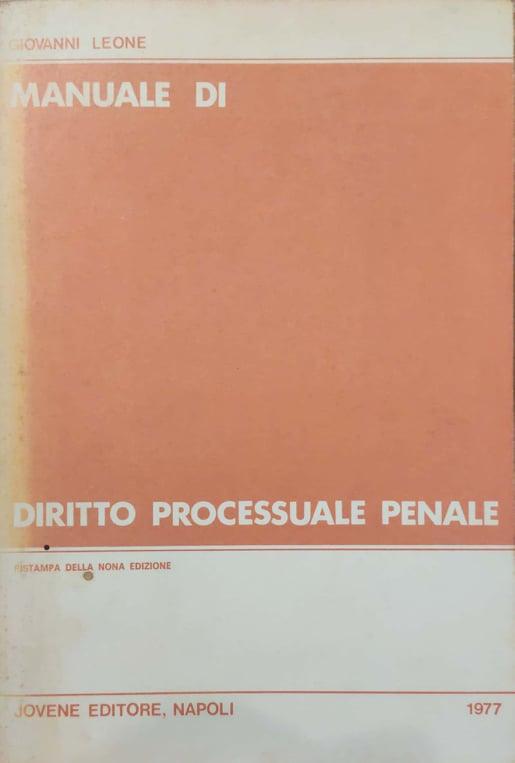 GIOVANNI LEONE
MANUALE DI
DIRITTO PROCESSUALE PENALE
RISTAMPA DELLA NONA EDIZIONE
JOVENE EDITORE, NAPOLI 1977